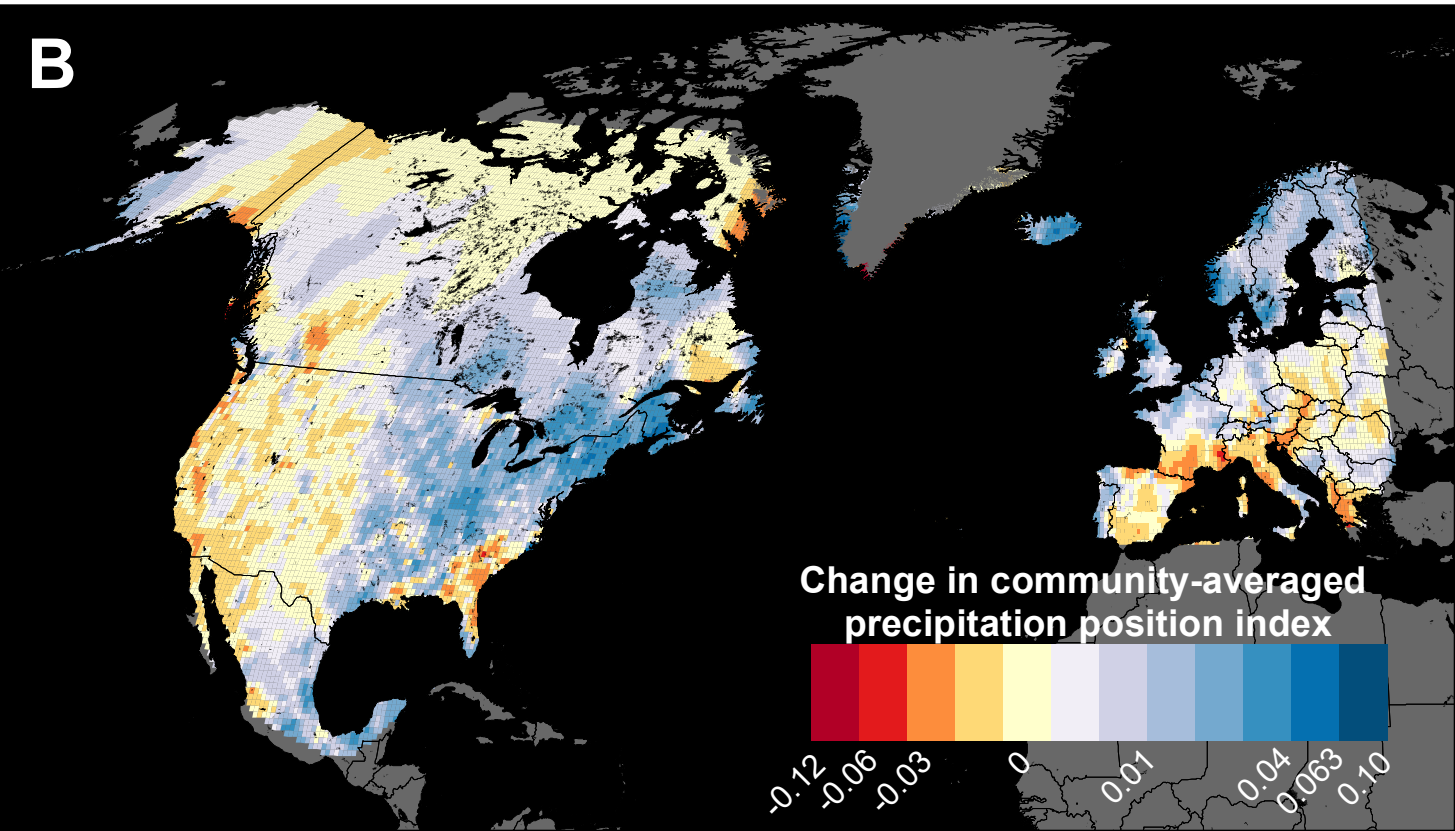 B
Change in community-averaged
precipitation position index
-0.12 -0.06 -0.03 0 0.01 0.04 0.063 0.10